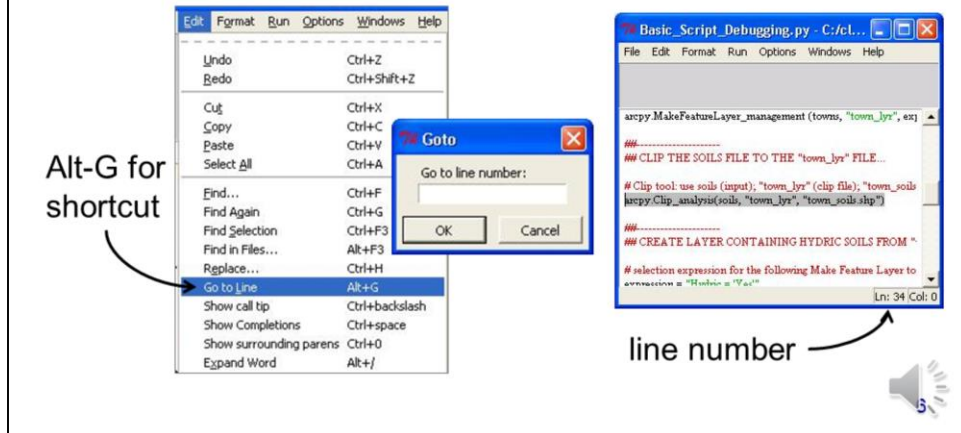 Edit Format Run Options Windows Help
Undo Ctrl+Z
Redo Ctrl+Shift+Z
Cut Ctrl+X
Copy Ctrl+C
Paste Ctrl+V
Select All Ctrl+A
Find... Ctrl+F
Find Again Ctrl+G
Find Selection Ctrl+F3
Find in Files... Alt+F3
Replace... Ctrl+H
Go to Line Alt+G
Show call tip Ctrl+backslash
Show Completions Ctrl+space
Show surrounding parens Ctrl+0
Expand Word Alt+/
Alt-G for
shortcut
Goto
Go to line number:
OK Cancel
Basic_Script_Debugging.py - C:/cl...
File Edit Format Run Options Windows Help
arcpy.MakeFeatureLayer_management (towns, "town_lyr", exp
##--------------------
## CLIP THE SOILS FILE TO THE "town_lyr" FILE...
# Clip tool: use soils (input); "town_lyr" (clip file); "town_soils
arcpy.Clip_analysis(soils, "town_lyr", "town_soils.shp")
##--------------------
## CREATE LAYER CONTAINING HYDRIC SOILS FROM "
# selection expression for the following Make Feature Layer to
expression = "Hydric = 'Yes'"
Ln: 34 Col: 0
line number